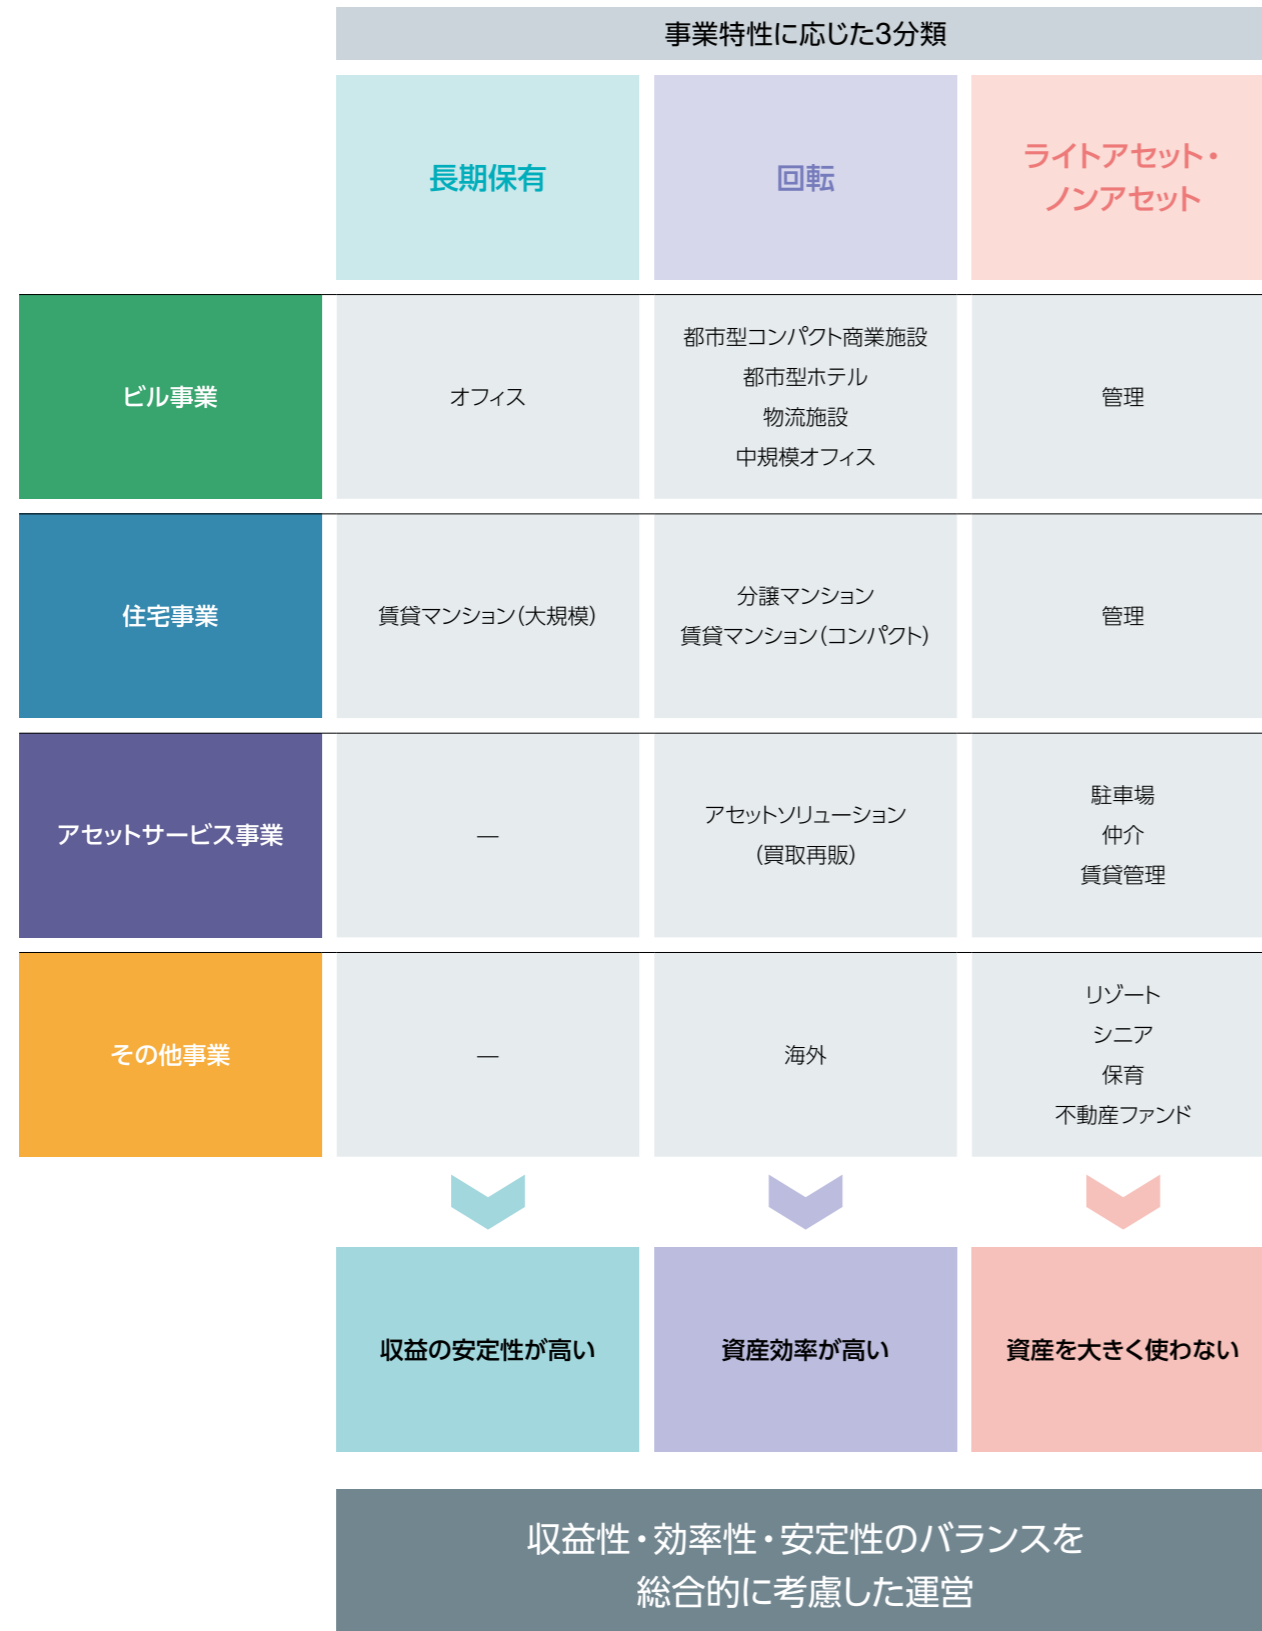 事業特性に応じた3分類
長期保有
回転
ライトアセット・
ノンアセット
ビル事業
オフィス
都市型コンパクト商業施設
都市型ホテル
物流施設
中規模オフィス
管理
住宅事業
賃貸マンション(大規模)
分譲マンション
賃貸マンション(コンパクト)
管理
アセットサービス事業
―
アセットソリューション
(買取再販)
駐車場
仲介
賃貸管理
その他事業
―
海外
リゾート
シニア
保育
不動産ファンド
収益の安定性が高い
資産効率が高い
資産を大きく使わない
収益性・効率性・安定性のバランスを
総合的に考慮した運営